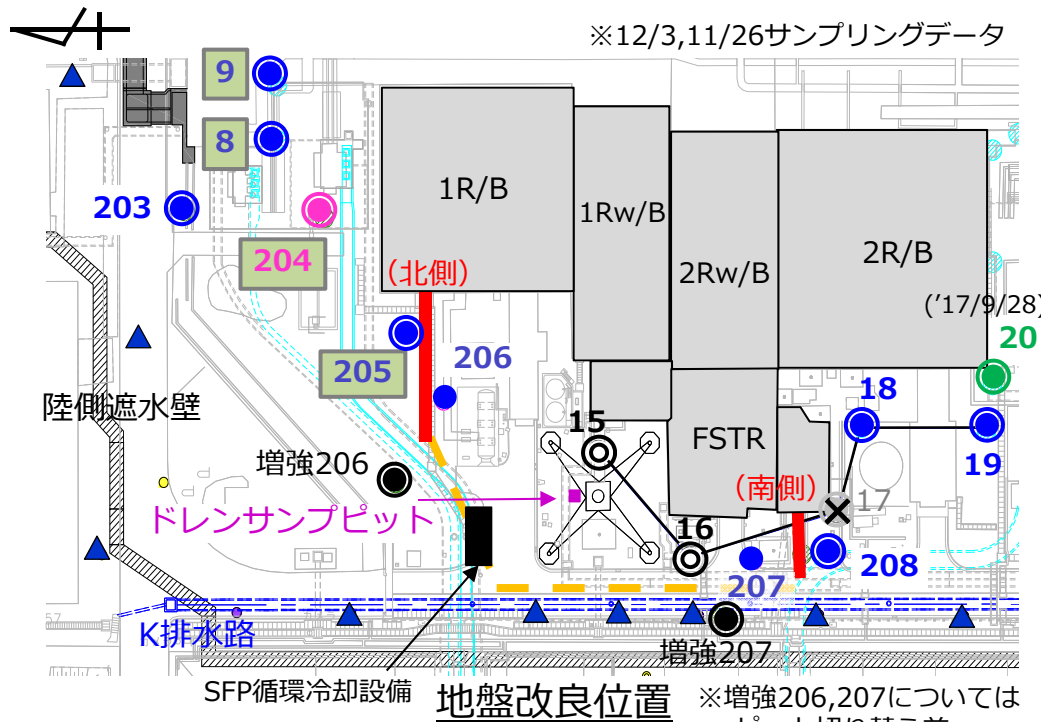 ※12/3,11/26サンプリングデータ
9
8
203
204
1R/B
1Rw/B
2Rw/B
2R/B
(北側)
('17/9/28)
20
205
206
陸側遮水壁
15
18
FSTR
19
増強206
(南側)
17
ドレンサンプピット
16
207
208
K排水路
増強207
SFP循環冷却設備
地盤改良位置
※増強206,207については